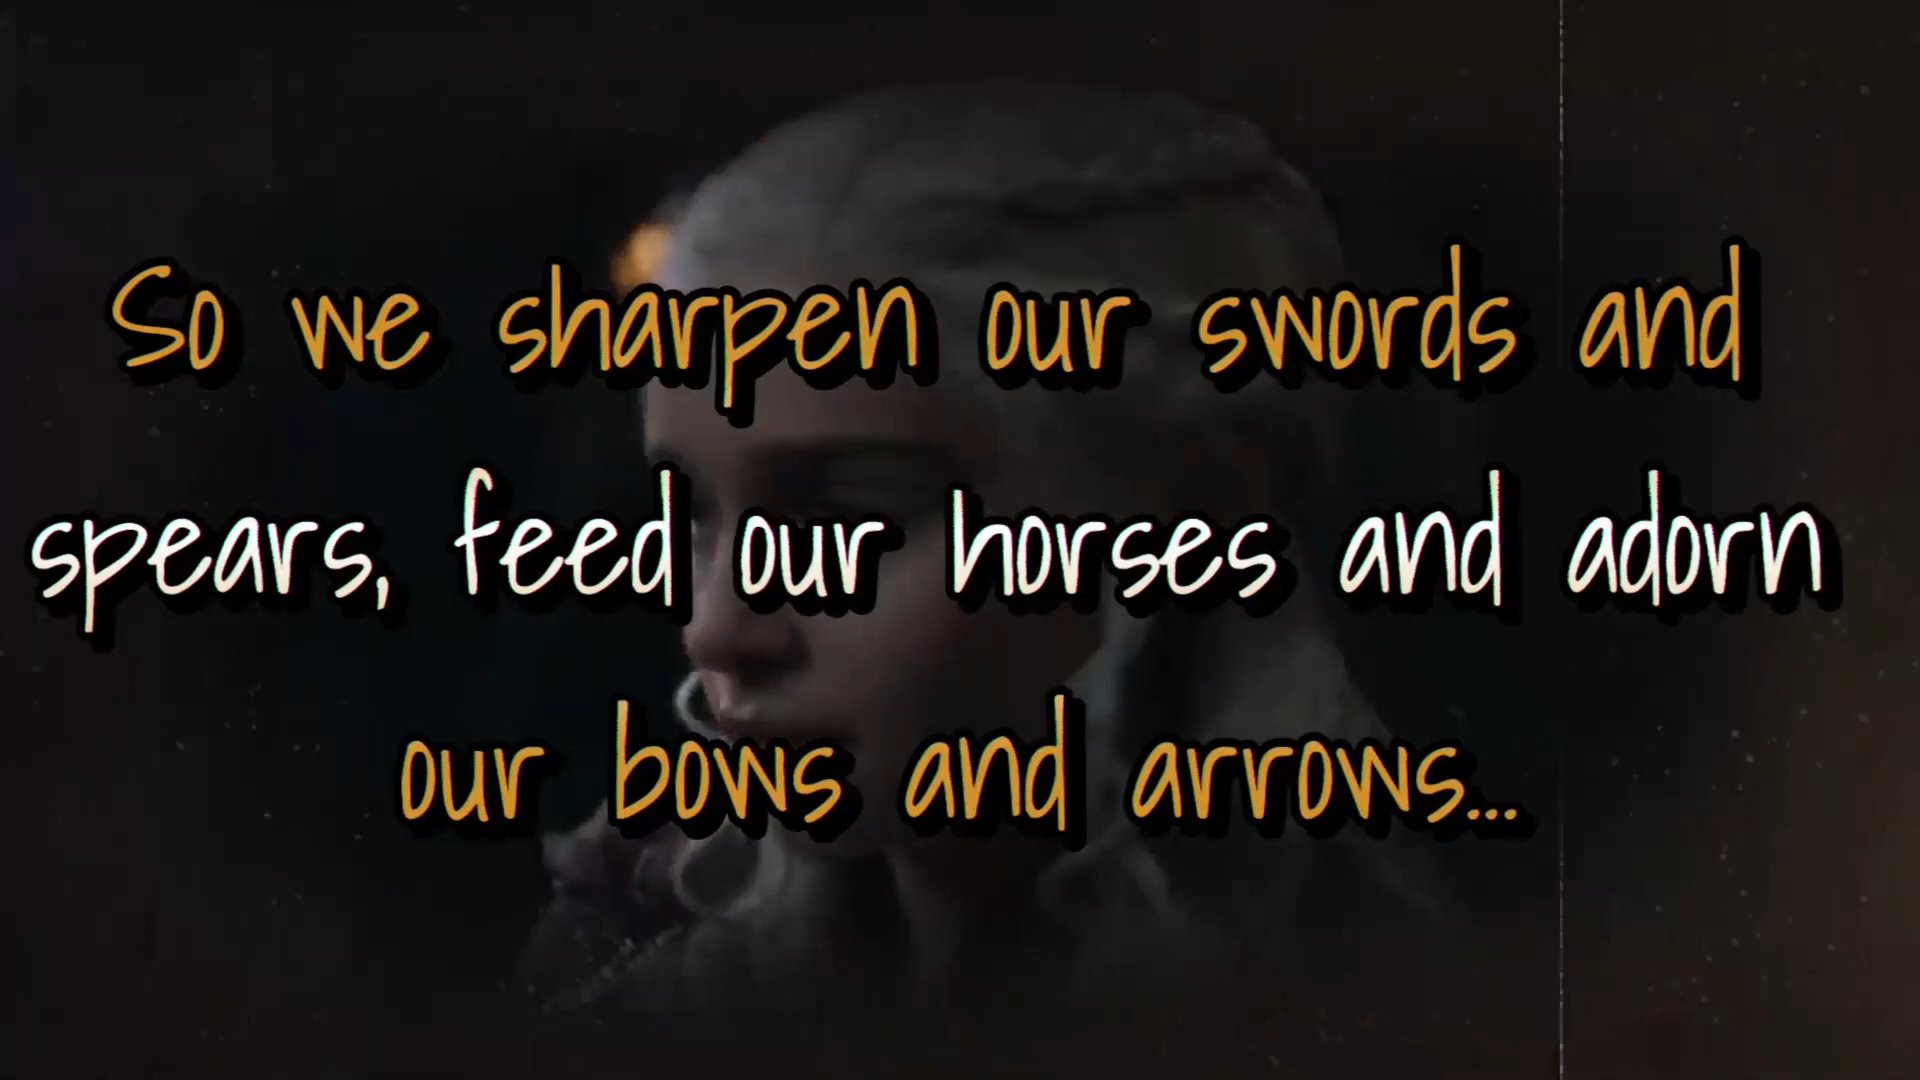 So we sharpen our swords and
spears, feed our horses and adorn
our bows and arrows...